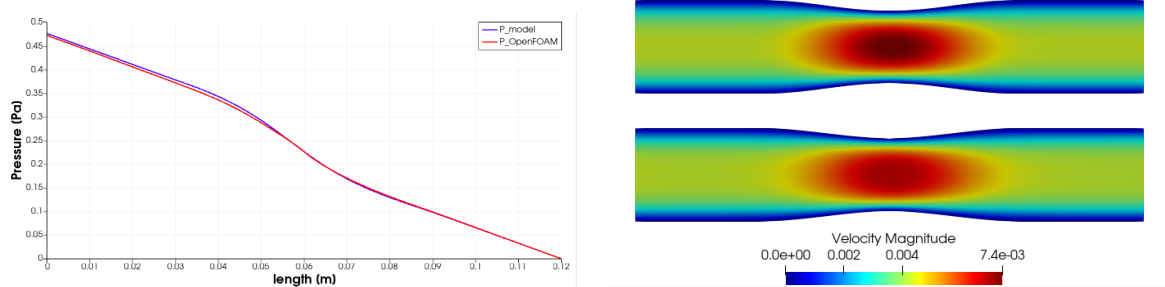 0.5
0.45
0.4
0.35
0.3
0.25
0.2
0.15
0.1
0.05
0
Pressure (Pa)
P_model
P_OpenFOAM
0 0.01 0.02 0.03 0.04 0.05 0.06 0.07 0.08 0.09 0.1 0.11 0.12
length (m)
Velocity Magnitude
0.0e+00 0.002 0.004 7.4e-03